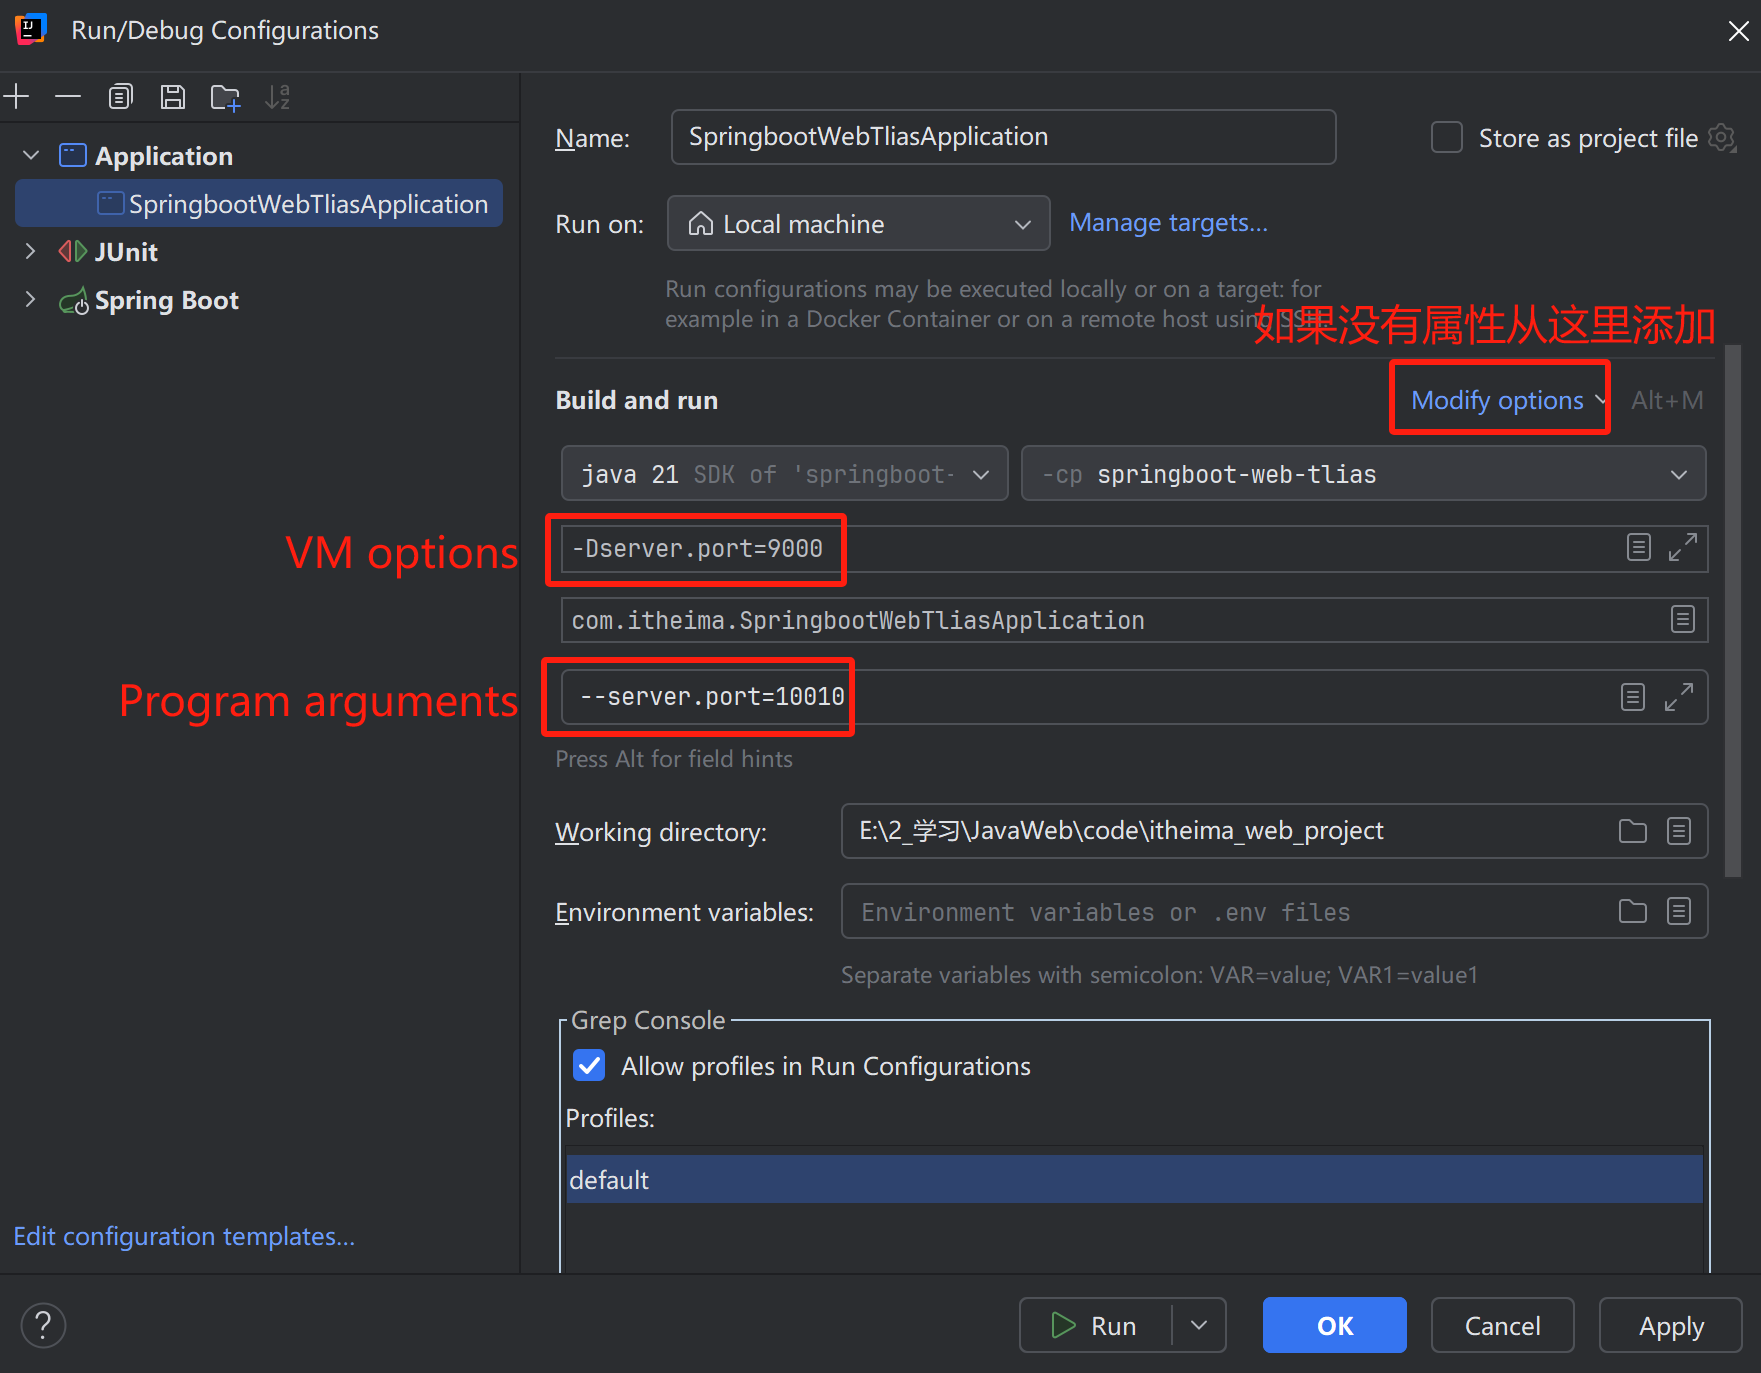 Run/Debug Configurations
Application
SpringbootWebTliasApplication
JUnit
Spring Boot
Edit configuration templates...
Name:
SpringbootWebTliasApplication
Store as project file
Run on:
Local machine
Manage targets...
Run configurations may be executed locally or on a target: for
example in a Docker Container or on a remote host using SSH.
如果没有属性从这里添加
Build and run
Modify options
Alt+M
java 21 SDK of 'springboot-
-cp springboot-web-tlias
VM options
-Dserver.port=9000
com.itheima.SpringbootWebTliasApplication
Program arguments
--server.port=10010
Press Alt for field hints
Working directory:
E:\2_学习\JavaWeb\code\itheima_web_project
Environment variables:
Environment variables or .env files
Separate variables with semicolon: VAR=value; VAR1=value1
Grep Console
Allow profiles in Run Configurations
Profiles:
default
?
Run
OK
Cancel
Apply